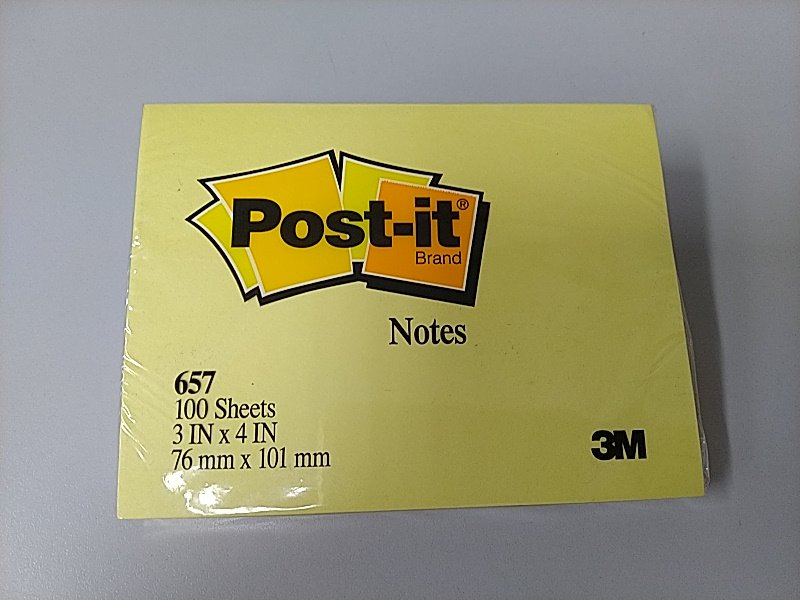 Post-it®
Brand
Notes
657
100 Sheets
3 IN x 4 IN
76 mm x 101 mm
3M